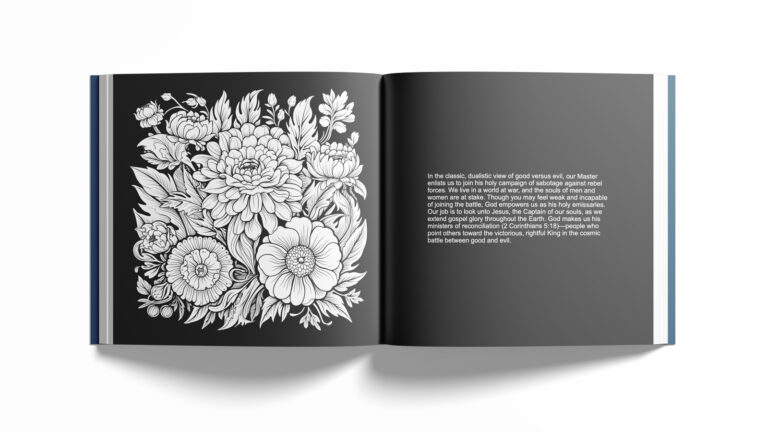 In the classic, dualistic view of good versus evil, our Master
enlists us to join his holy campaign of sabotage against rebel
forces. We live in a world at war, and the souls of men and
women are at stake. Though you may feel weak and incapable
of joining the battle, God empowers us as his holy emissaries.
Our job is to look unto Jesus, the Captain of our souls, as we
extend gospel glory throughout the Earth. God makes us his
ministers of reconciliation (2 Corinthians 5:18)—people who
point others toward the victorious, rightful King in the cosmic
battle between good and evil.